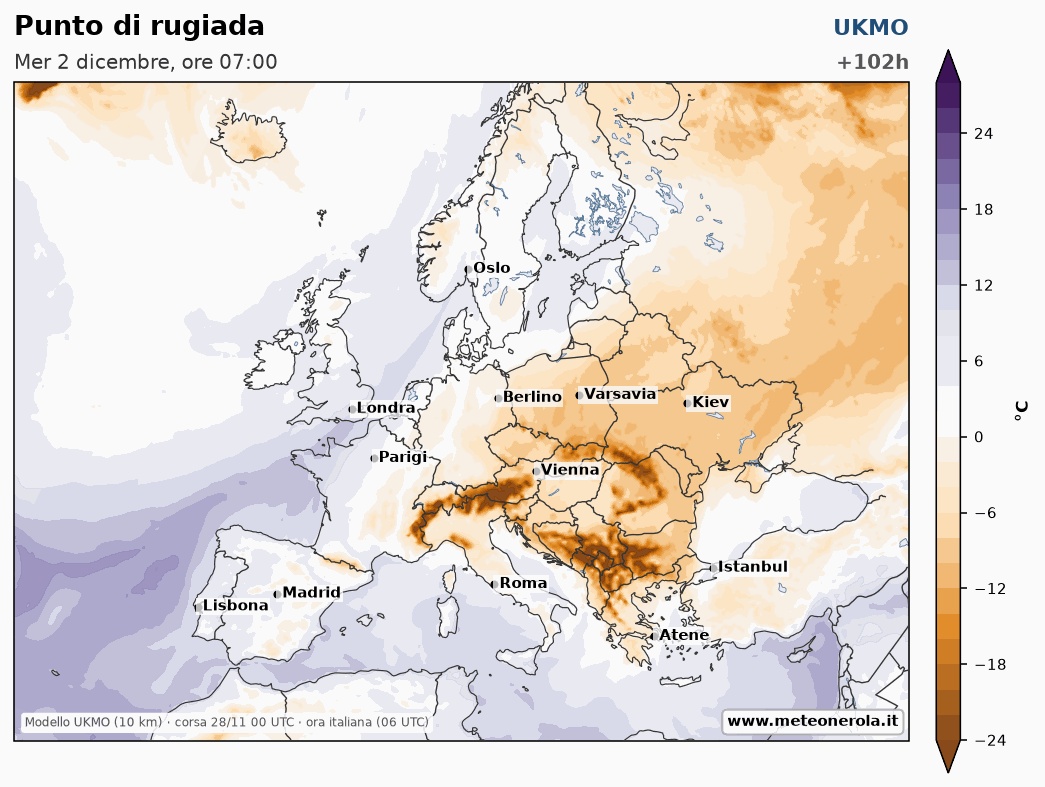 Punto di rugiada
UKMO
Mer 2 dicembre, ore 07:00
+102h
24
18
12
6
0
−6
−12
−18
−24
°C
Oslo
Londra
Berlino
Varsavia
Kiev
Parigi
Vienna
Istanbul
Roma
Madrid
Lisbona
Atene
Modello UKMO (10 km) · corsa 28/11 00 UTC · ora italiana (06 UTC)
www.meteonerola.it